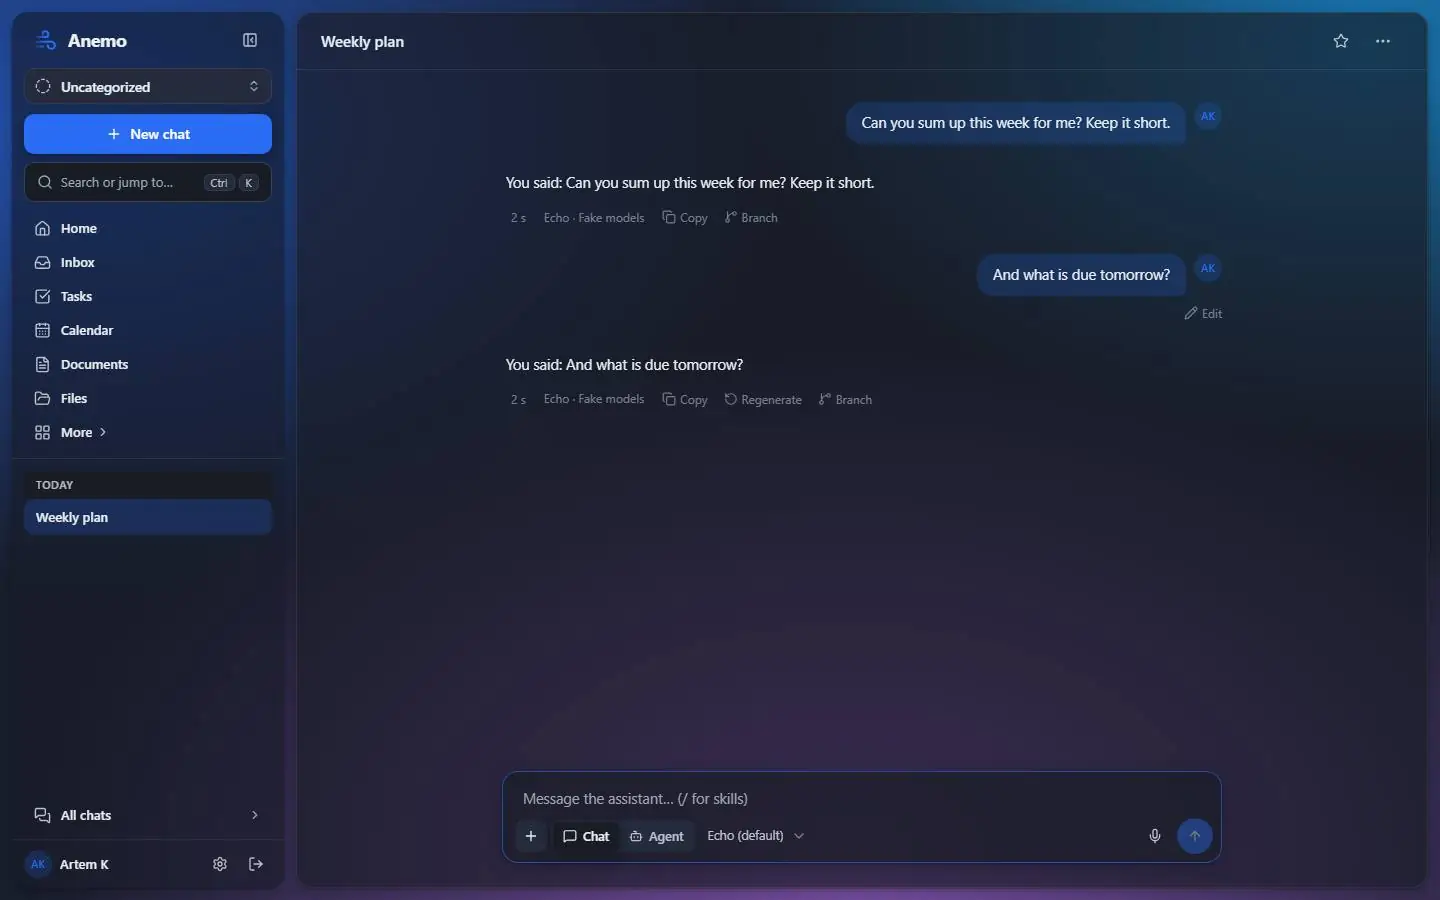 Anemo
Uncategorized
New chat
Search or jump to... Ctrl K
Home
Inbox
Tasks
Calendar
Documents
Files
More
TODAY
Weekly plan
All chats
AK Artem K
Weekly plan
Can you sum up this week for me? Keep it short. AK
You said: Can you sum up this week for me? Keep it short.
2 s Echo · Fake models Copy Branch
And what is due tomorrow? AK
Edit
You said: And what is due tomorrow?
2 s Echo · Fake models Copy Regenerate Branch
Message the assistant... (/ for skills)
Chat Agent Echo (default)